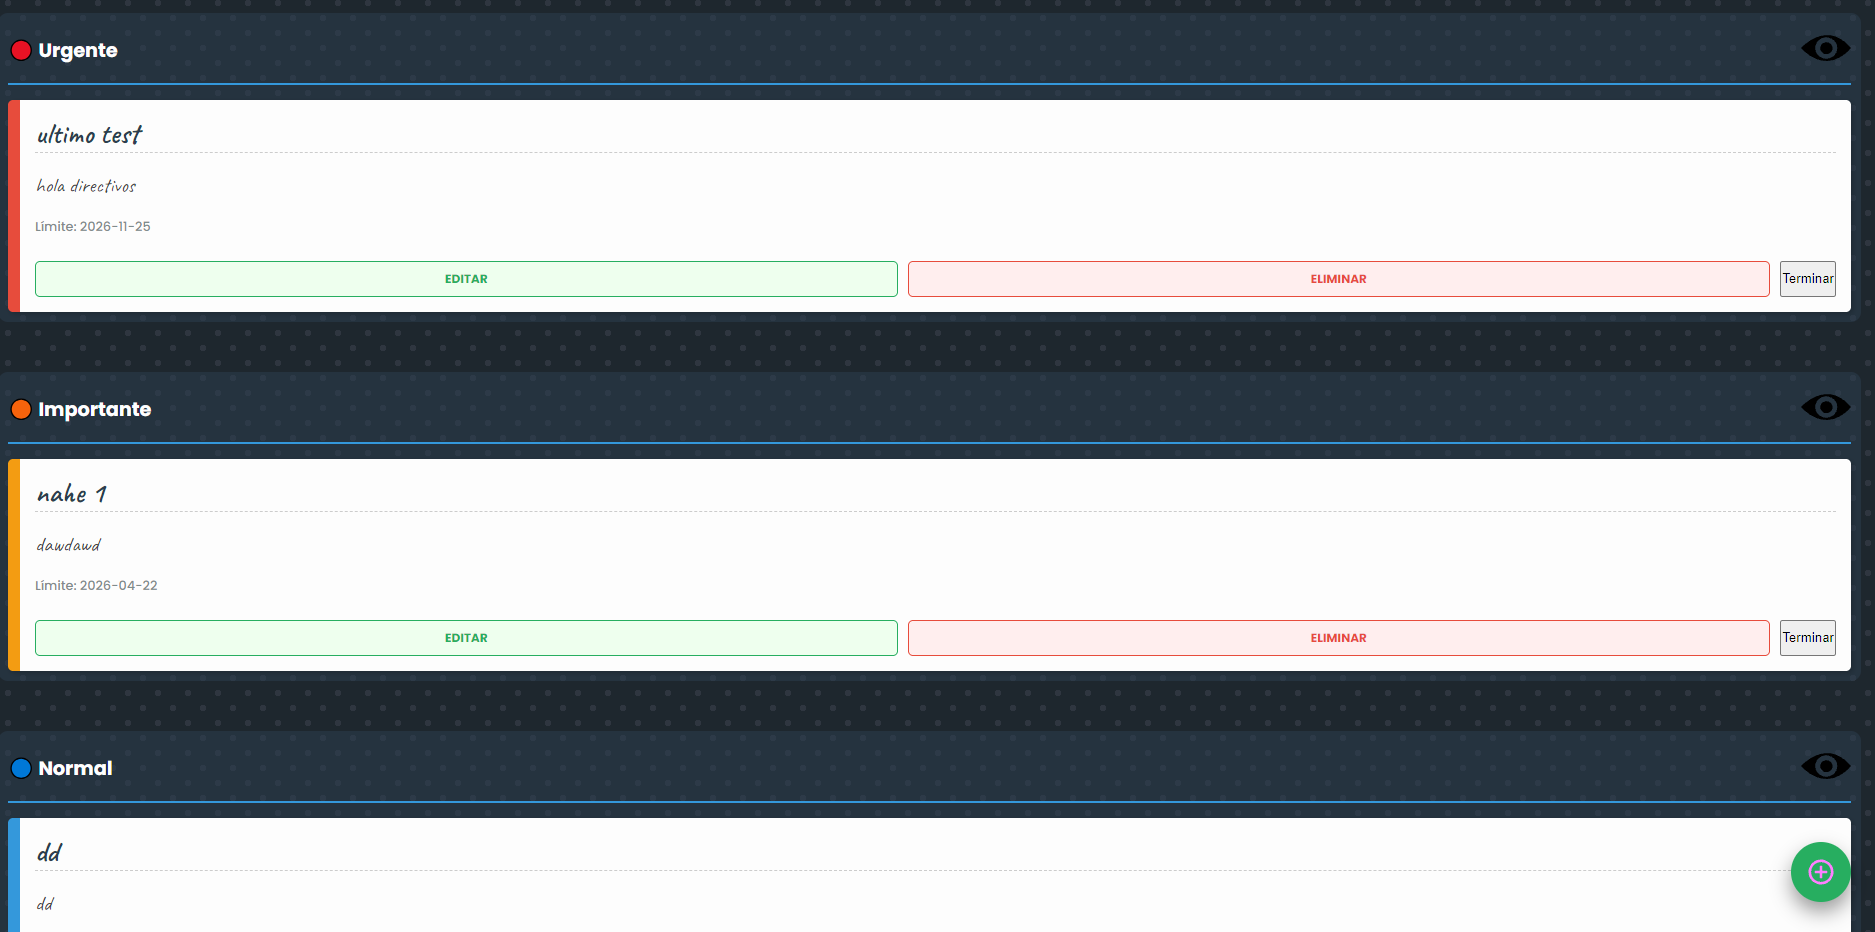 Urgente
ultimo test
hola directivos
Límite: 2026-11-25
EDITAR ELIMINAR Terminar
Importante
nahe 1
dawdawd
Límite: 2026-04-22
EDITAR ELIMINAR Terminar
Normal
dd
dd